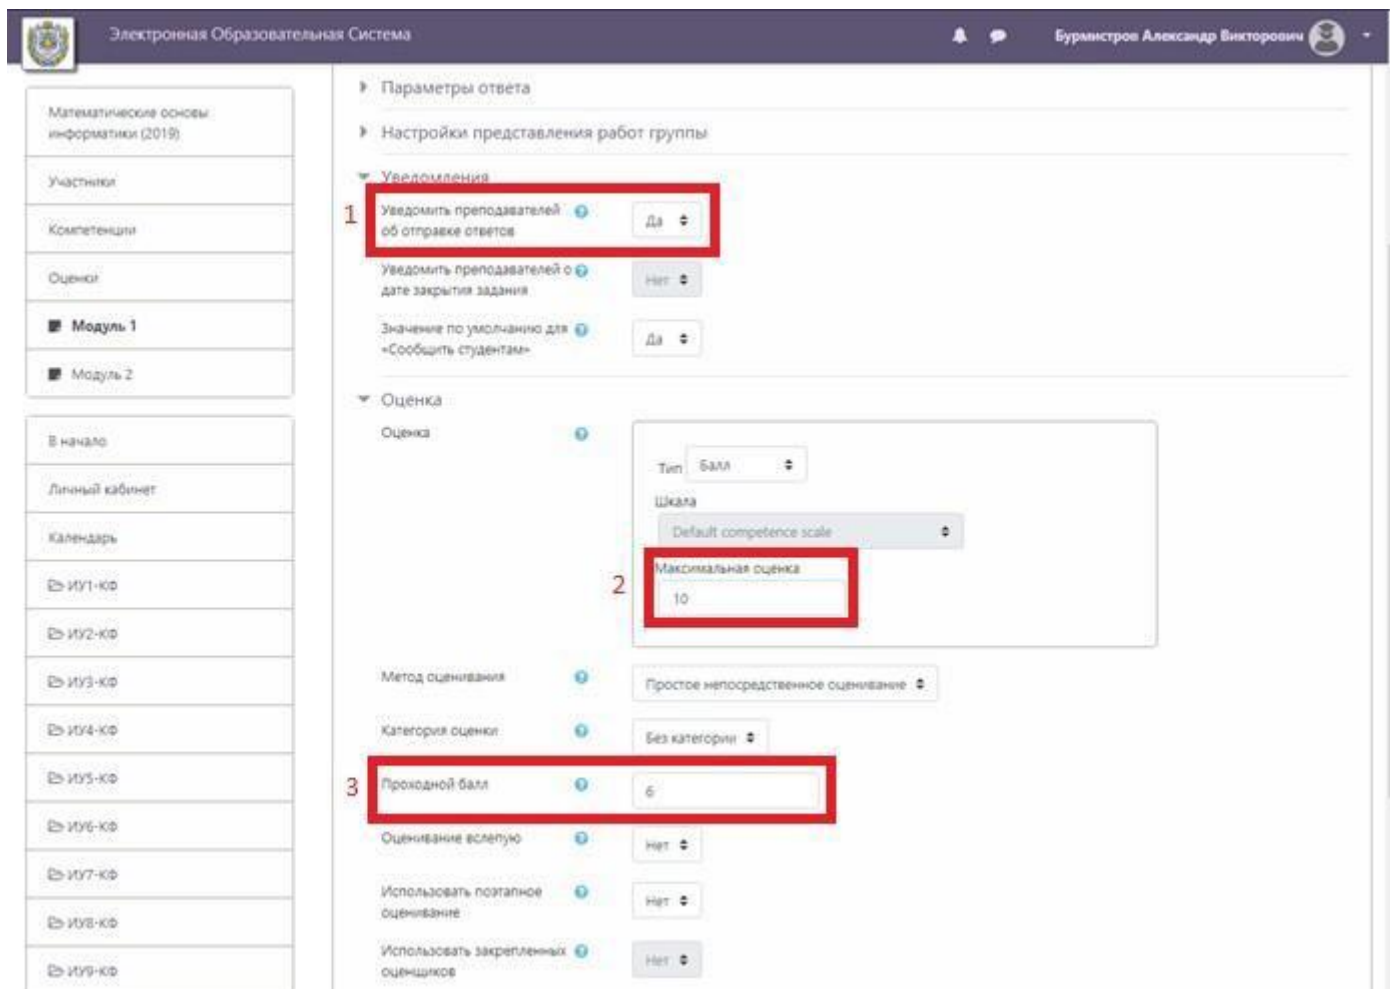 Электронная Образовательная Система
Бурмистров Александр Викторович
Математические основы
информатики (2019)
Участники
Компетенции
Оценки
Модуль 1
Модуль 2
В начало
Личный кабинет
Календарь
ИУ1-КФ
ИУ2-КФ
ИУ3-КФ
ИУ4-КФ
ИУ5-КФ
ИУ6-КФ
ИУ7-КФ
ИУ8-КФ
ИУ9-КФ
Параметры ответа
Настройки представления работ группы
Уведомления
1
Уведомить преподавателей
об отправке ответов
Да
Уведомить преподавателей о
дате закрытия задания
Нет
Значение по умолчанию для
«Сообщить студентам»
Да
Оценка
Оценка
Тип Балл
Шкала
Default competence scale
2
Максимальная оценка
10
Метод оценивания
Простое непосредственное оценивание
Категория оценки
Без категории
3
Проходной балл
6
Оценивание вслепую
Нет
Использовать поэтапное
оценивание
Нет
Использовать закрепленных
оценщиков
Нет